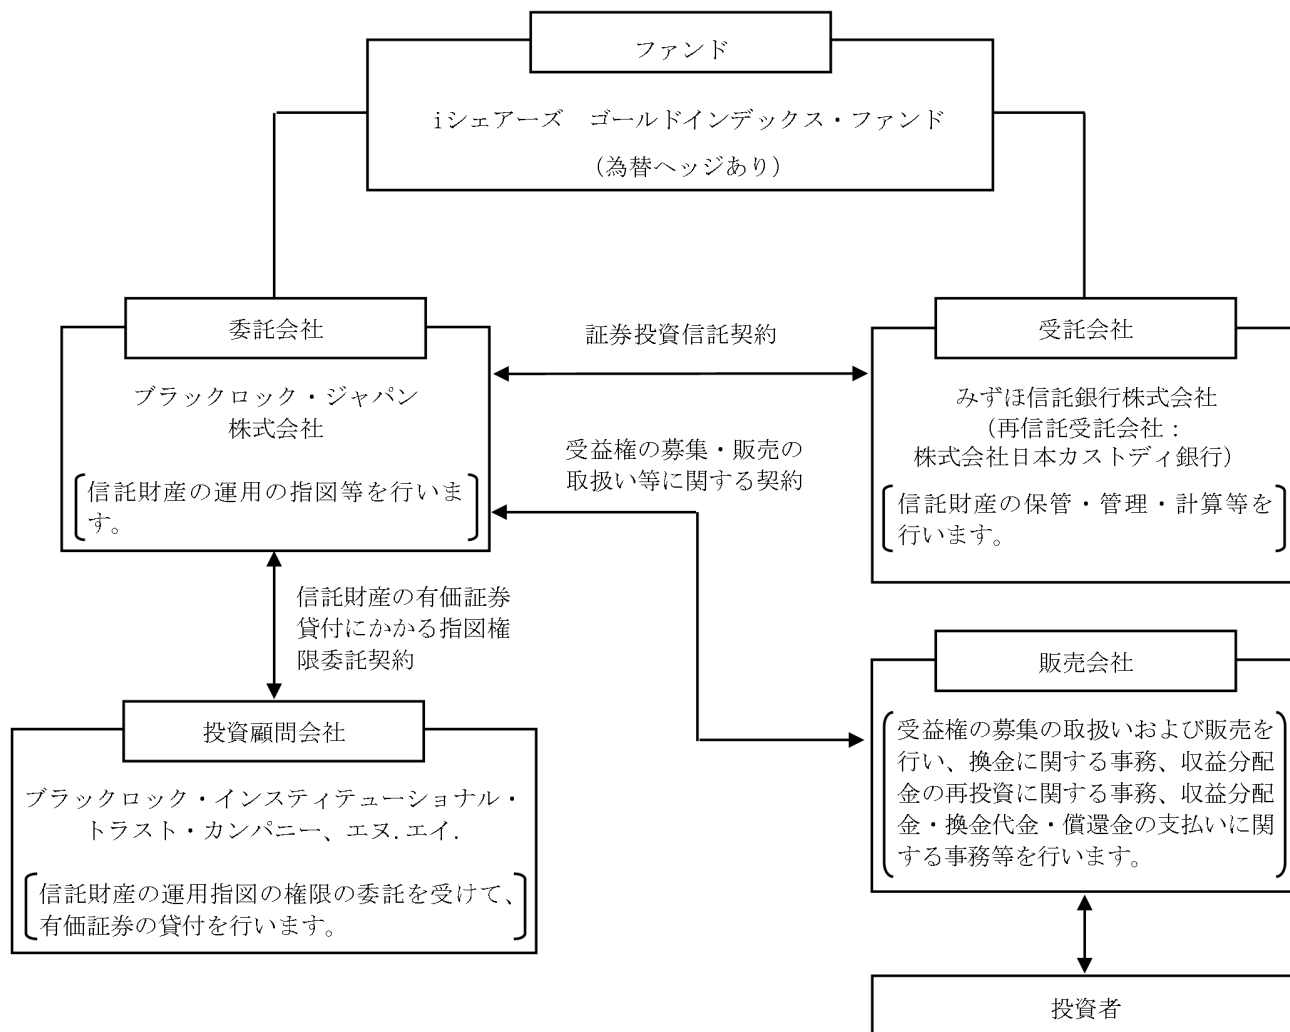 ファンド
iシェアーズ　ゴールドインデックス・ファンド
（為替ヘッジあり）
委託会社
ブラックロック・ジャパン
株式会社
信託財産の運用の指図等を行いま
す。
証券投資信託契約
受益権の募集・販売の
取扱い等に関する契約
受託会社
みずほ信託銀行株式会社
（再信託受託会社：
株式会社日本カストディ銀行）
信託財産の保管・管理・計算等を
行います。
信託財産の有価証券
貸付にかかる指図権
限委託契約
投資顧問会社
ブラックロック・インスティテューショナル・
トラスト・カンパニー、エヌ.エイ.
信託財産の運用指図の権限の委託を受けて、
有価証券の貸付を行います。
販売会社
受益権の募集の取扱いおよび販売を
行い、換金に関する事務、収益分配
金の再投資に関する事務、収益分配
金・換金代金・償還金の支払いに関
する事務等を行います。
投資者